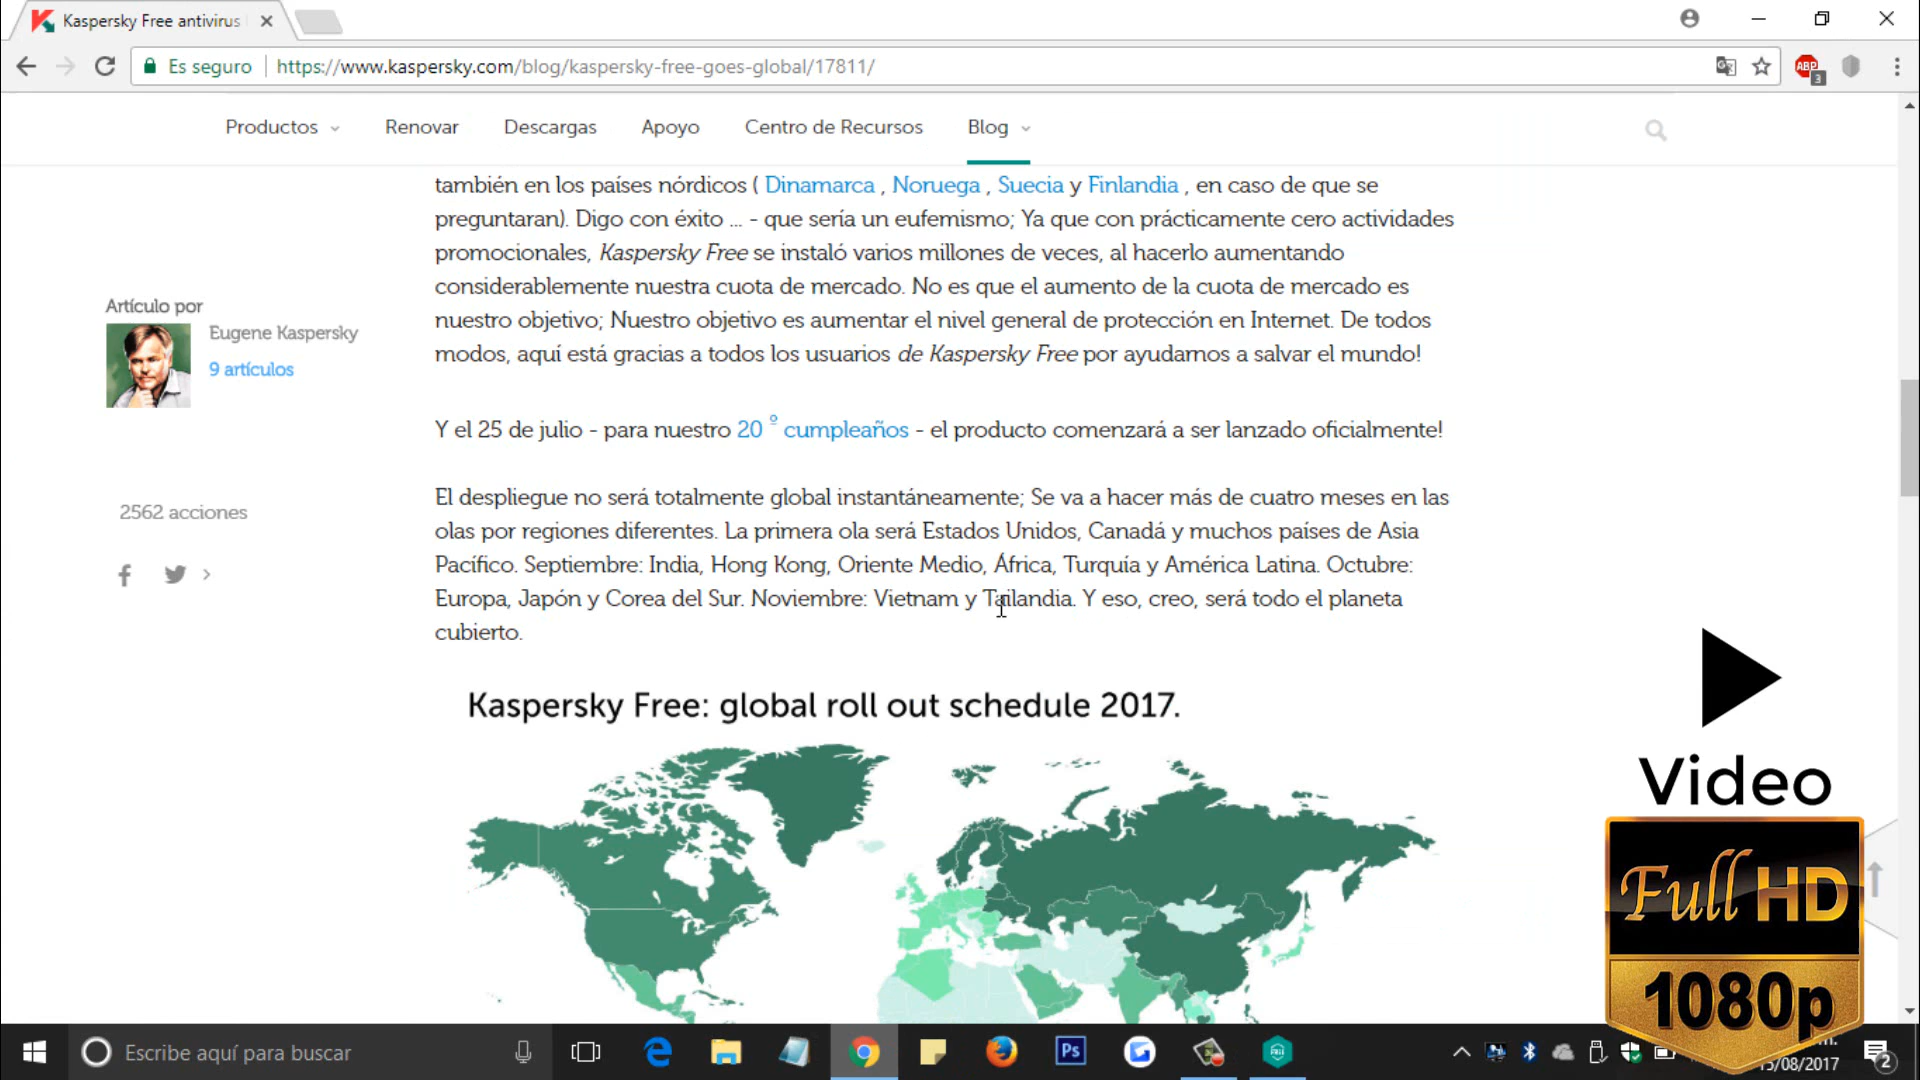 Kaspersky Free antivirus
Es seguro
https://www.kaspersky.com/blog/kaspersky-free-goes-global/17811/
ABP
3
Productos
Renovar
Descargas
Apoyo
Centro de Recursos
Blog
también en los países nórdicos ( Dinamarca , Noruega , Suecia y Finlandia , en caso de que se
preguntaran). Digo con éxito ... - que sería un eufemismo; Ya que con prácticamente cero actividades
promocionales, Kaspersky Free se instaló varios millones de veces, al hacerlo aumentando
considerablemente nuestra cuota de mercado. No es que el aumento de la cuota de mercado es
nuestro objetivo; Nuestro objetivo es aumentar el nivel general de protección en Internet. De todos
modos, aquí está gracias a todos los usuarios de Kaspersky Free por ayudarnos a salvar el mundo!
Artículo por
Eugene Kaspersky
9 artículos
Y el 25 de julio - para nuestro 20 º cumpleaños - el producto comenzará a ser lanzado oficialmente!
El despliegue no será totalmente global instantáneamente; Se va a hacer más de cuatro meses en las
olas por regiones diferentes. La primera ola será Estados Unidos, Canadá y muchos países de Asia
Pacífico. Septiembre: India, Hong Kong, Oriente Medio, África, Turquía y América Latina. Octubre:
Europa, Japón y Corea del Sur. Noviembre: Vietnam y Tailandia. Y eso, creo, será todo el planeta
cubierto.
2562 acciones
Kaspersky Free: global roll out schedule 2017.
Video
Full HD
1080p
Escribe aquí para buscar
Ps
FREE
/08/2017
2